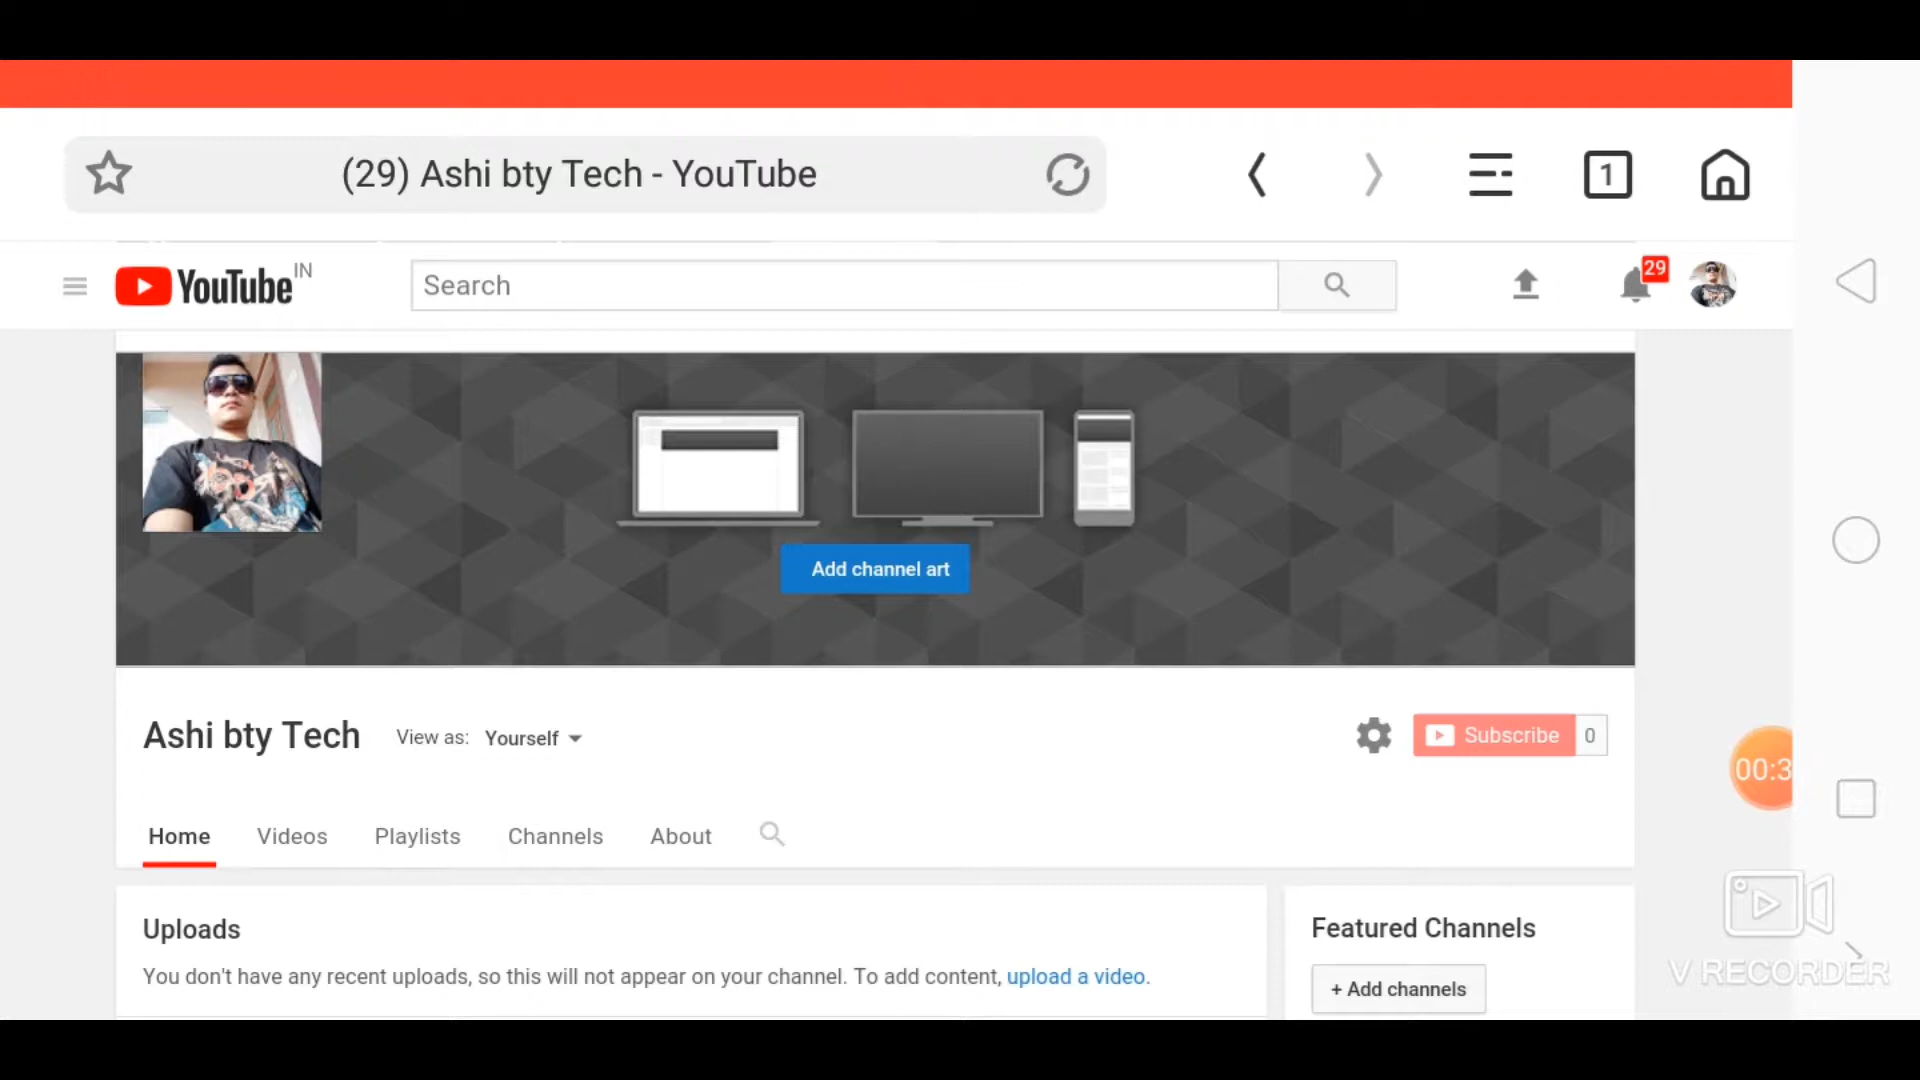 (29) Ashi bty Tech - YouTube
1
YouTube IN
Search
29
Add channel art
Ashi bty Tech
View as: Yourself
Subscribe 0
00:3
Home Videos Playlists Channels About
Uploads
You don't have any recent uploads, so this will not appear on your channel. To add content, upload a video.
Featured Channels
+ Add channels
V RECORDER